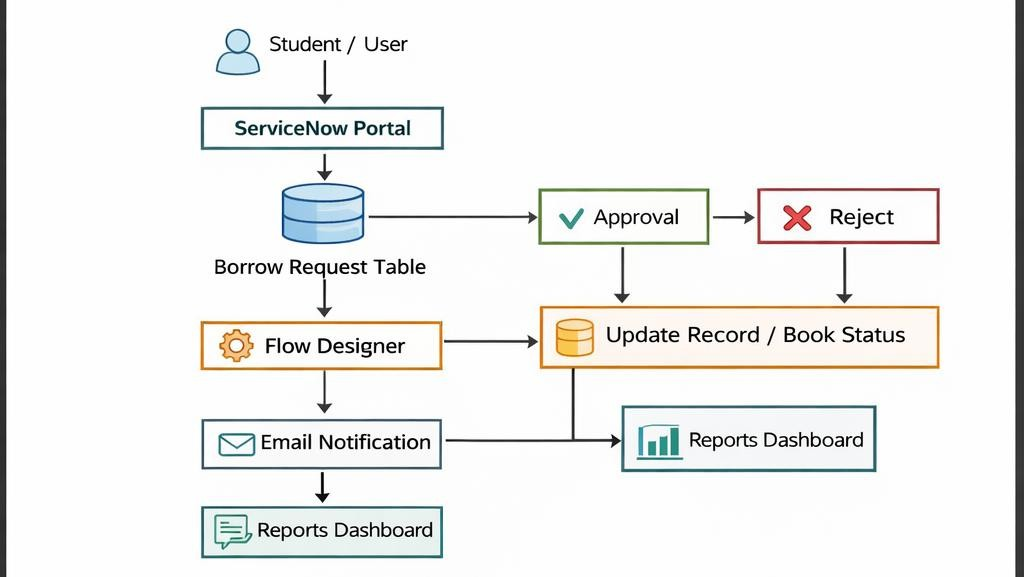 Student / User
ServiceNow Portal
Approval
Reject
Borrow Request Table
Flow Designer
Update Record / Book Status
Email Notification
Reports Dashboard
Reports Dashboard